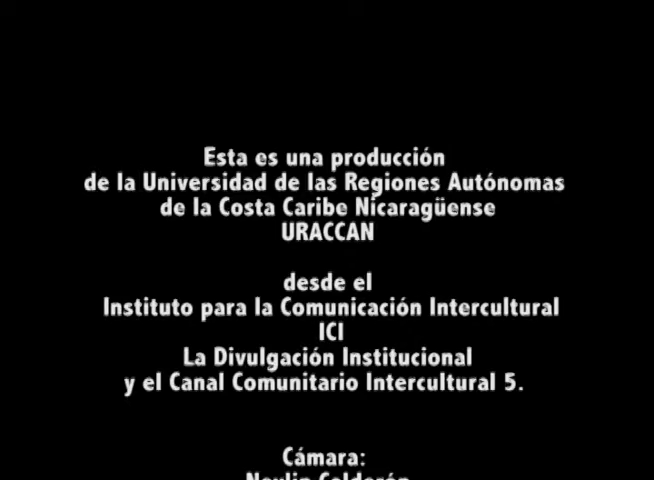 Esta es una producción
de la Universidad de las Regiones Autónomas
de la Costa Caribe Nicaragüense
URACCAN
desde el
Instituto para la Comunicación Intercultural
ICI
La Divulgación Institucional
y el Canal Comunitario Intercultural 5.
Cámara:
Calderón